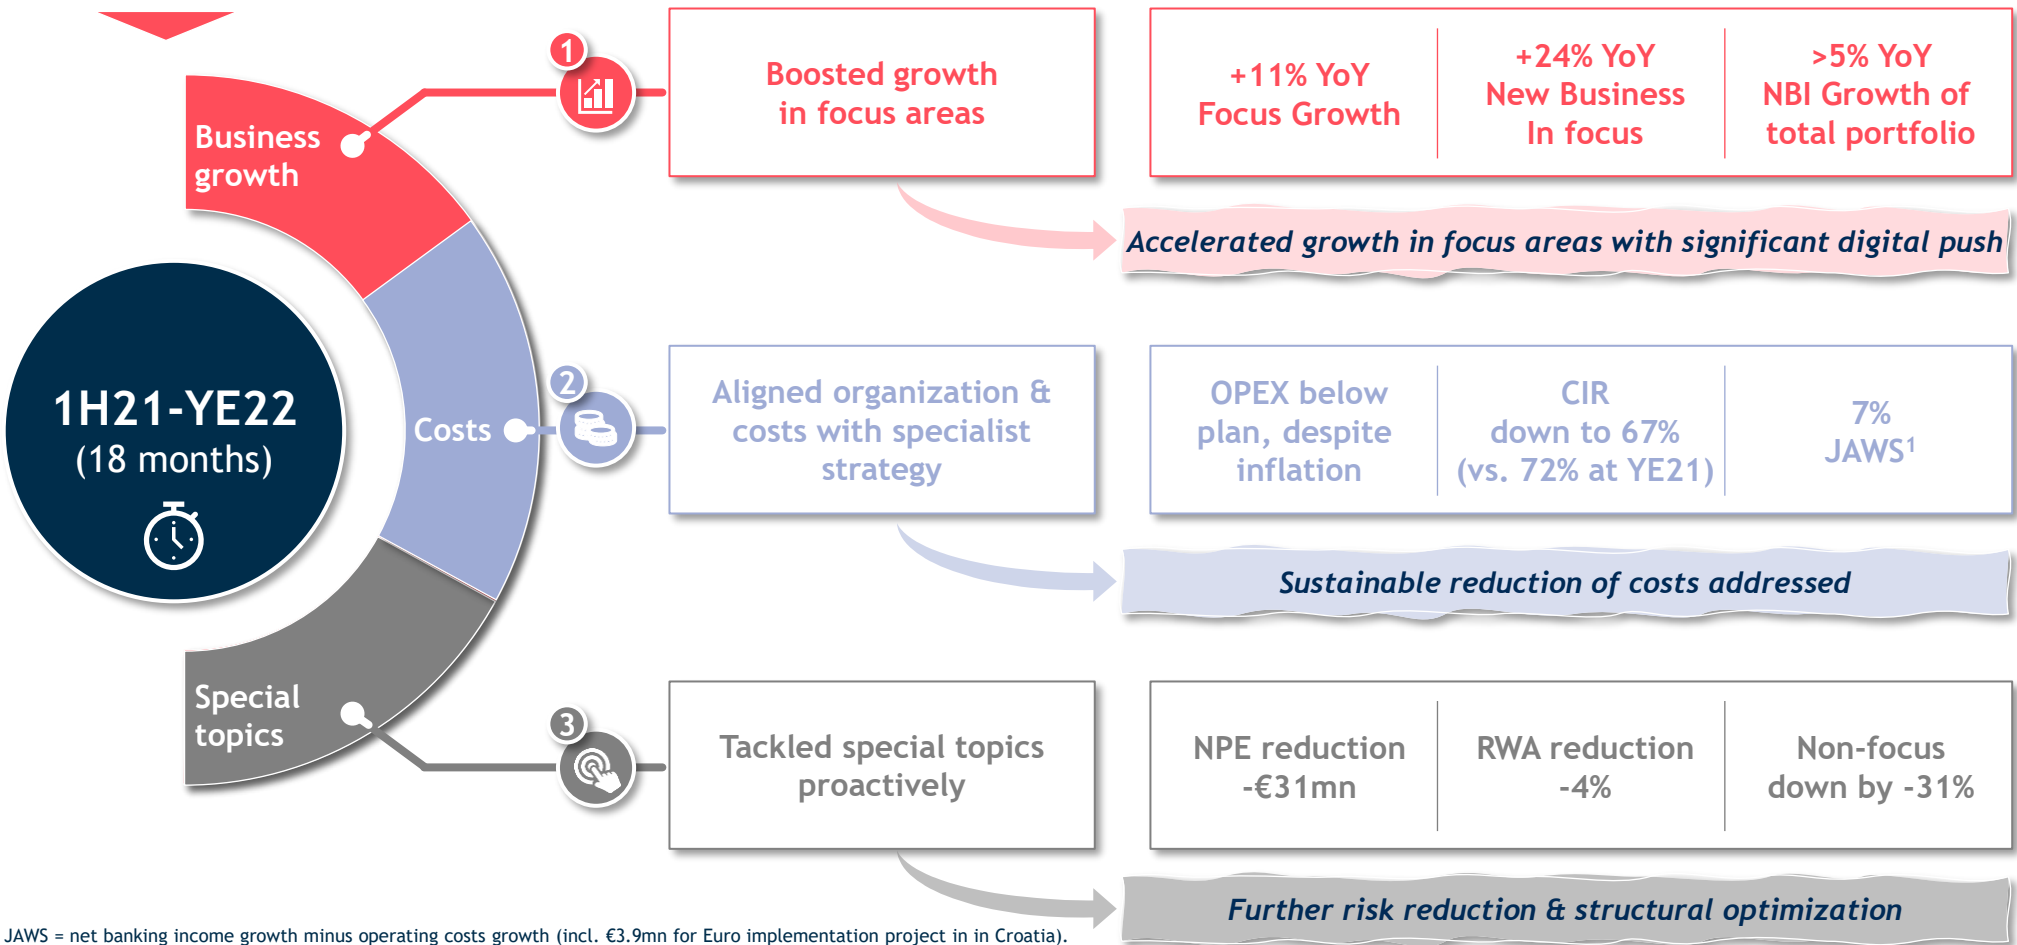 1
Boosted growth
in focus areas
+11% YoY
Focus Growth
+24% YoY
New Business
In focus
>5% YoY
NBI Growth of
total portfolio
Business
growth
Accelerated growth in focus areas with significant digital push
1H21-YE22
(18 months)
Costs
2
Aligned organization &
costs with specialist
strategy
OPEX below
plan, despite
inflation
CIR
down to 67%
(vs. 72% at YE21)
7%
JAWS¹
Sustainable reduction of costs addressed
Special
topics
3
Tackled special topics
proactively
NPE reduction
-€31mn
RWA reduction
-4%
Non-focus
down by -31%
Further risk reduction & structural optimization
JAWS = net banking income growth minus operating costs growth (incl. €3.9mn for Euro implementation project in in Croatia).